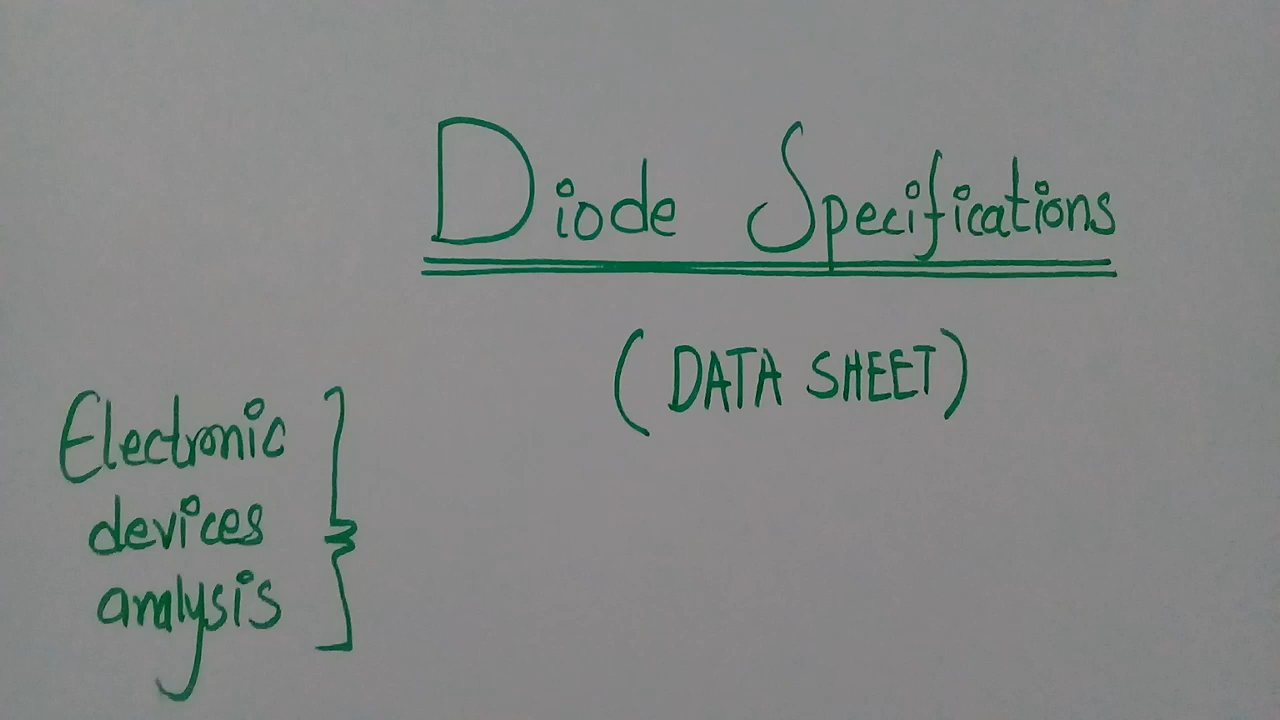 Diode Specifications
(DATA SHEET)
Electronic
devices
analysis